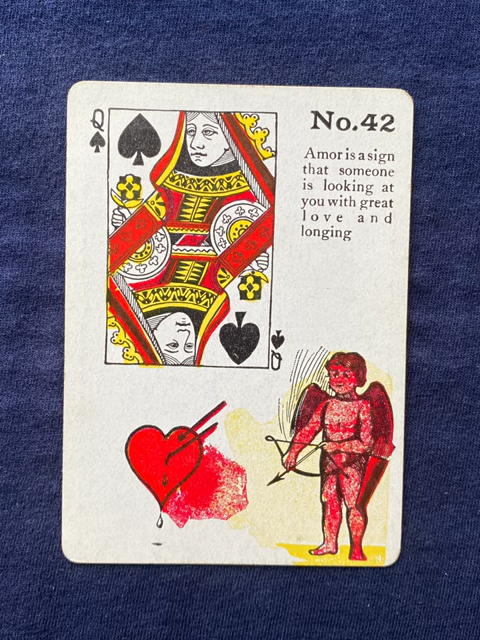 Q
No.42
Amor is a sign
that someone
is looking at
you with great
love and
longing
Q